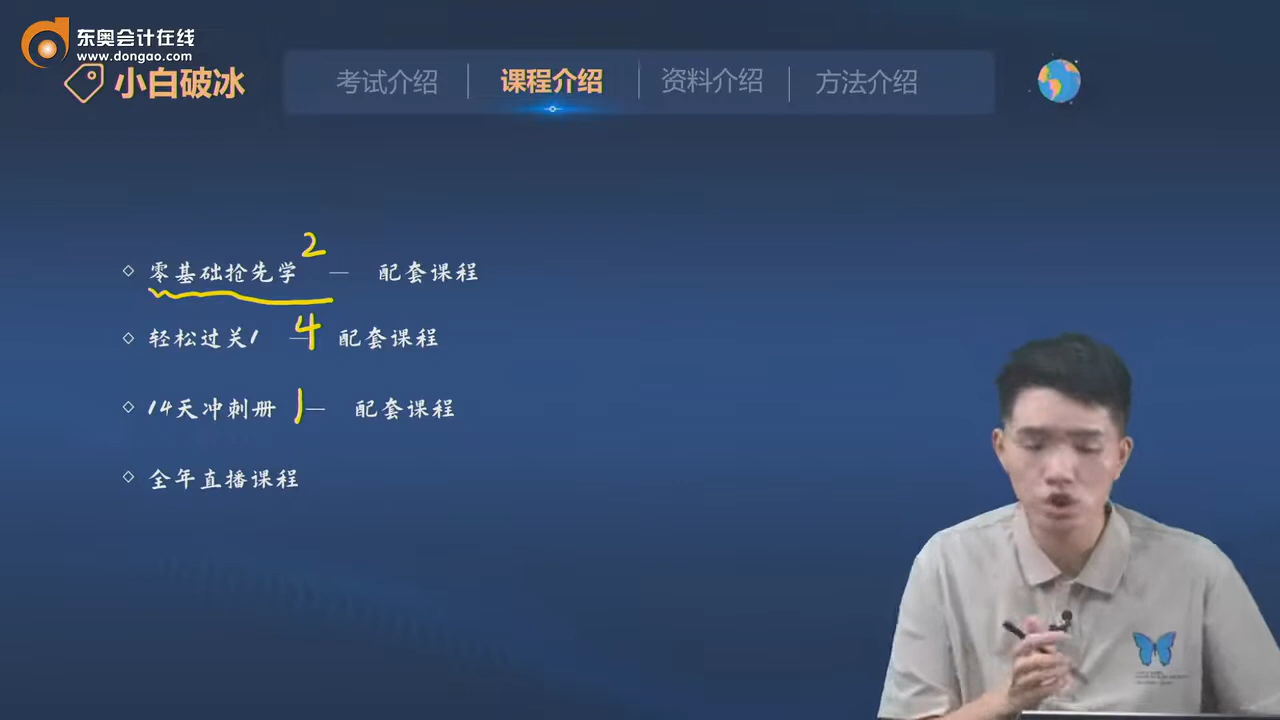 东奥会计在线
www.dongao.com
小白破冰
考试介绍 课程介绍 资料介绍 方法介绍
2
零基础抢先学 — 配套课程
4
轻松过关1 — 配套课程
14天冲刺册 1 — 配套课程
全年直播课程